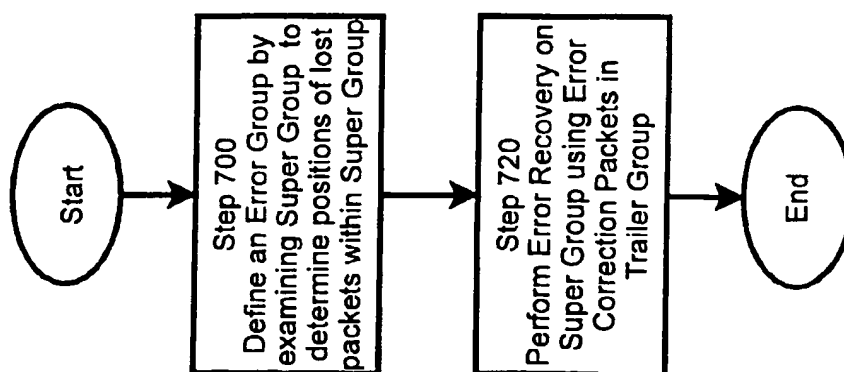 Start
Step 700
Define an Error Group by
examining Super Group to
determine positions of lost
packets within Super Group
Step 720
Perform Error Recovery on
Super Group using Error
Correction Packets in
Trailer Group
End